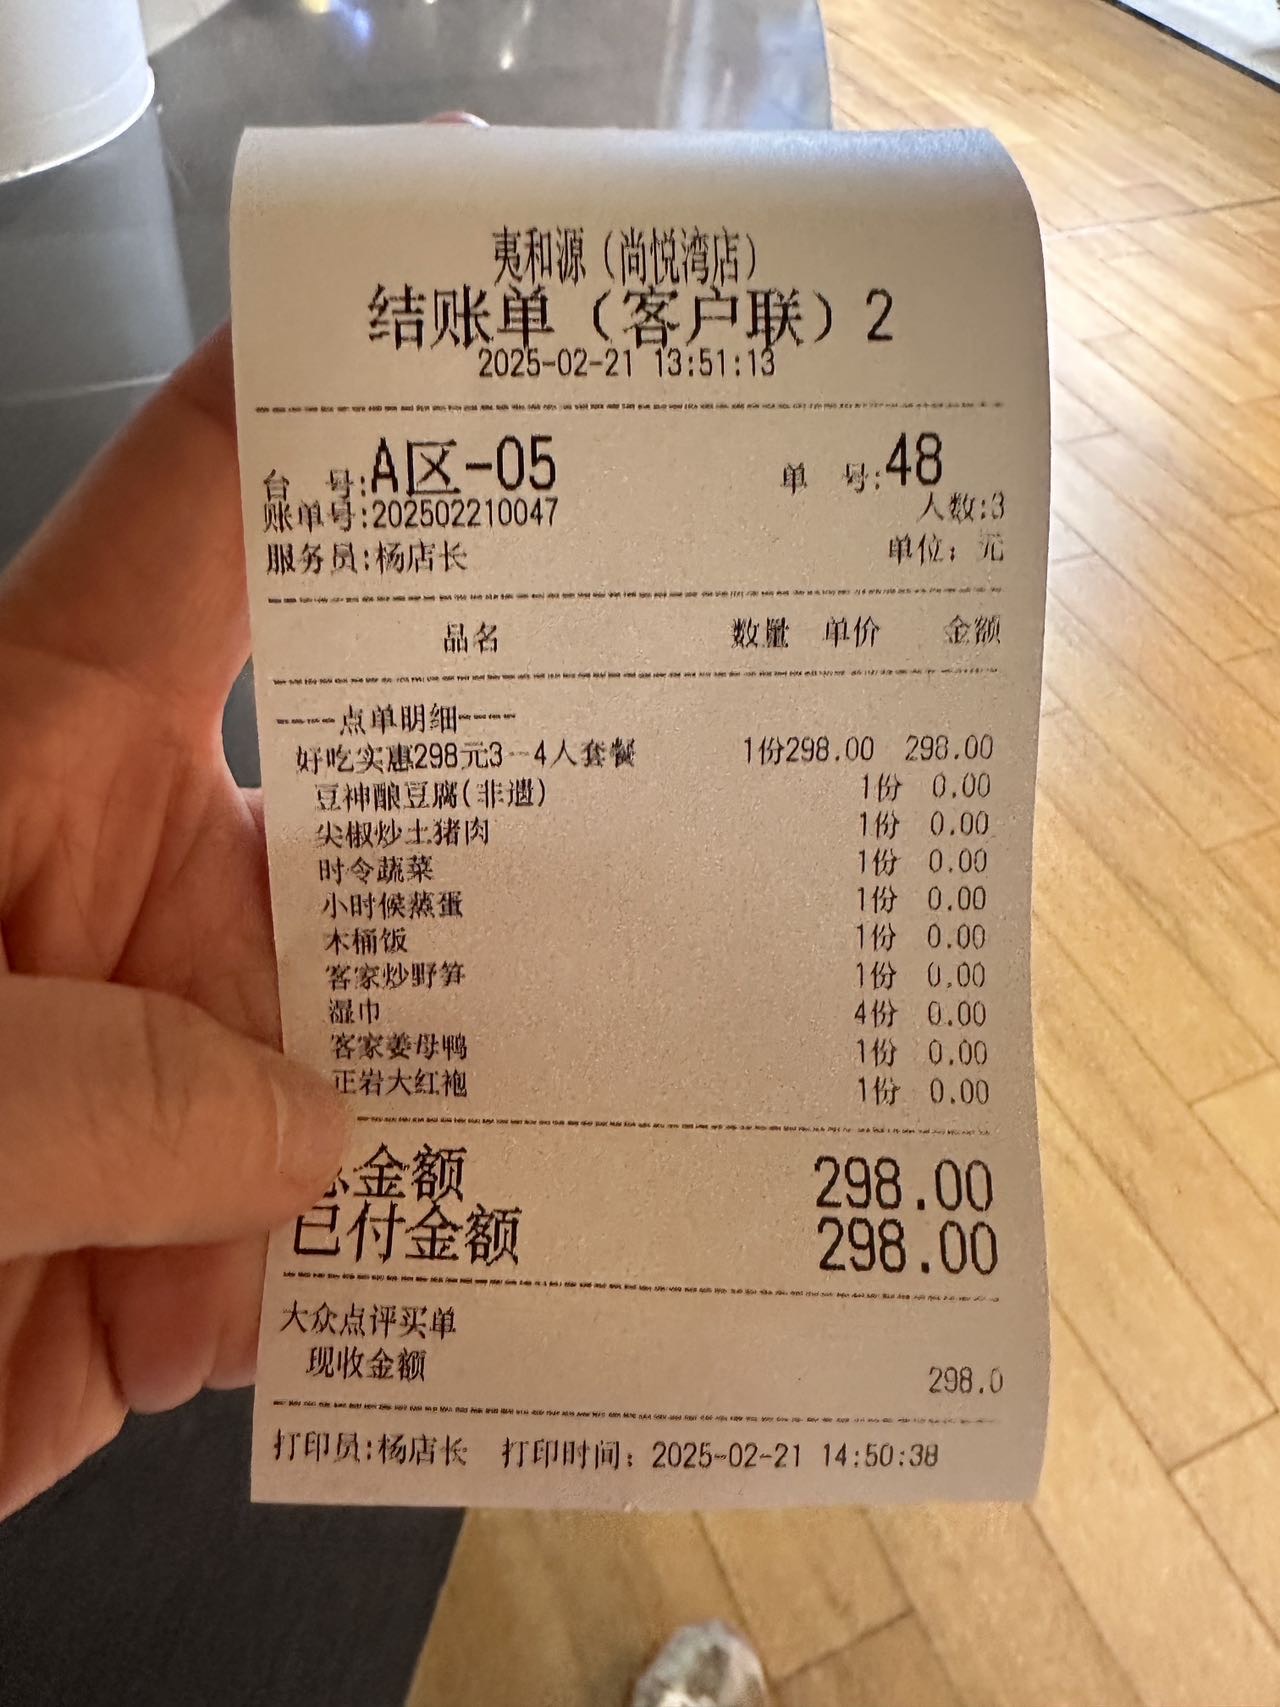 夷和源（尚悦湾店）
结账单（客户联）2
2025-02-21 13:51:13
台 号:A区-05 单 号:48
账单号:202502210047 人数:3
服务员:杨店长 单位：元
品名 数量 单价 金额
----点单明细----
好吃实惠298元3-4人套餐 1份298.00 298.00
豆神酿豆腐(非遗) 1份 0.00
尖椒炒土猪肉 1份 0.00
时令蔬菜 1份 0.00
小时候蒸蛋 1份 0.00
木桶饭 1份 0.00
客家炒野笋 1份 0.00
湿巾 4份 0.00
客家姜母鸭 1份 0.00
正岩大红袍 1份 0.00
总金额 298.00
已付金额 298.00
大众点评买单
现收金额 298.0
打印员:杨店长 打印时间：2025-02-21 14:50:38